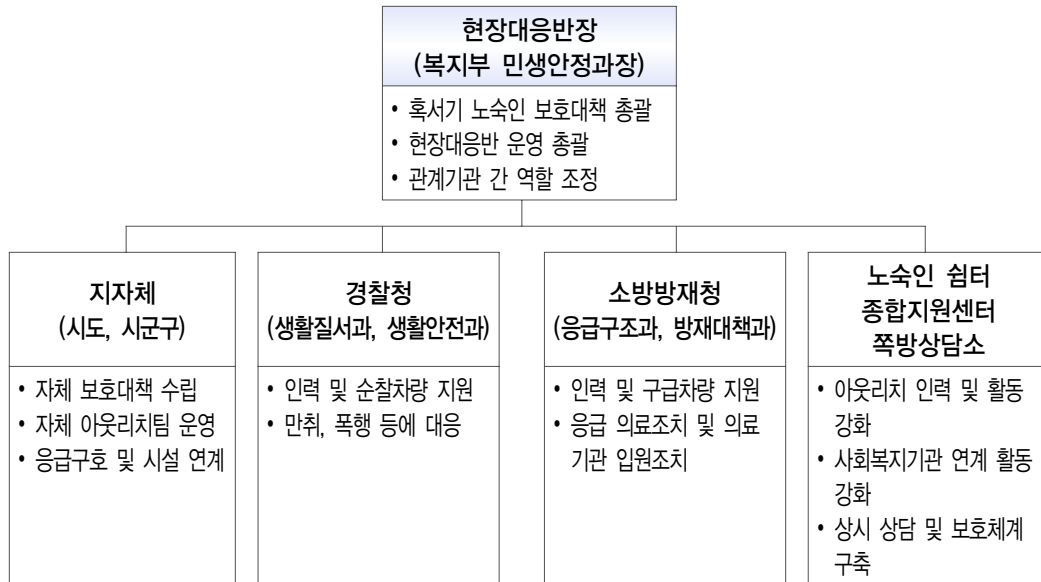 현장대응반장
(복지부 민생안정과장)
• 혹서기 노숙인 보호대책 총괄
• 현장대응반 운영 총괄
• 관계기관 간 역할 조정
지자체
(시도, 시군구)
• 자체 보호대책 수립
• 자체 아웃리치팀 운영
• 응급구호 및 시설 연계
경찰청
(생활질서과, 생활안전과)
• 인력 및 순찰차량 지원
• 만취, 폭행 등에 대응
소방방재청
(응급구조과, 방재대책과)
• 인력 및 구급차량 지원
• 응급 의료조치 및 의료
기관 입원조치
노숙인 쉼터
종합지원센터
쪽방상담소
• 아웃리치 인력 및 활동
강화
• 사회복지기관 연계 활동
강화
• 상시 상담 및 보호체계
구축